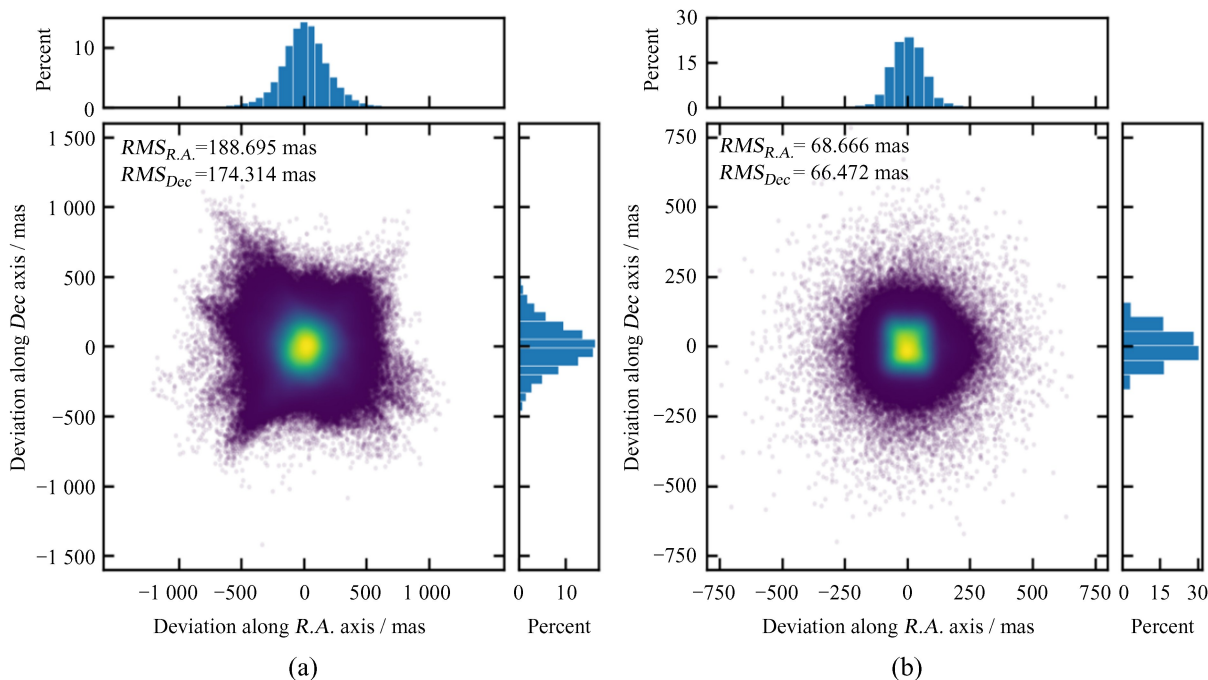 Percent
10
0
RMS_R.A.=188.695 mas
RMS_Dec=174.314 mas
Deviation along Dec axis / mas
1 500
1 000
500
0
−500
−1 000
−1 500
−1 000 −500 0 500 1 000
Deviation along R.A. axis / mas
0 10
Percent
(a)
Percent
30
15
0
RMS_R.A.= 68.666 mas
RMS_Dec= 66.472 mas
Deviation along Dec axis / mas
750
500
250
0
−250
−500
−750
−750 −500 −250 0 250 500 750
Deviation along R.A. axis / mas
0 15 30
Percent
(b)